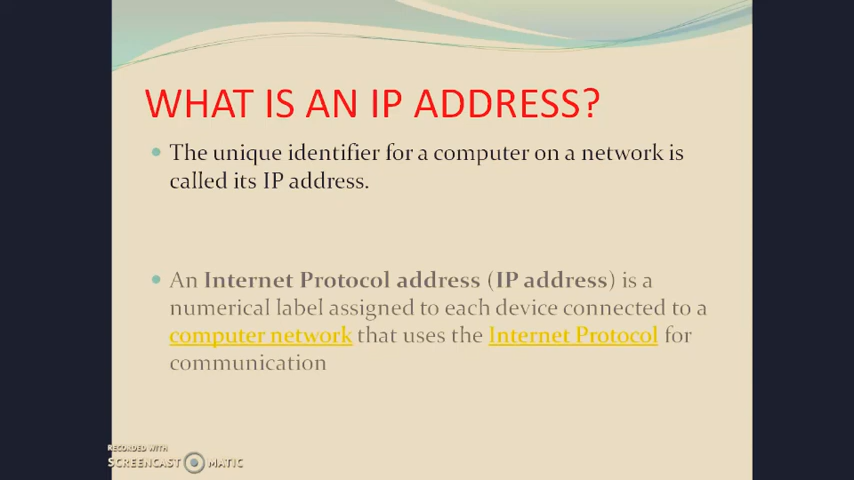 WHAT IS AN IP ADDRESS?
The unique identifier for a computer on a network is
called its IP address.
An Internet Protocol address (IP address) is a
numerical label assigned to each device connected to a
computer network that uses the Internet Protocol for
communication
RECORDED WITH
SCREENCAST MATIC